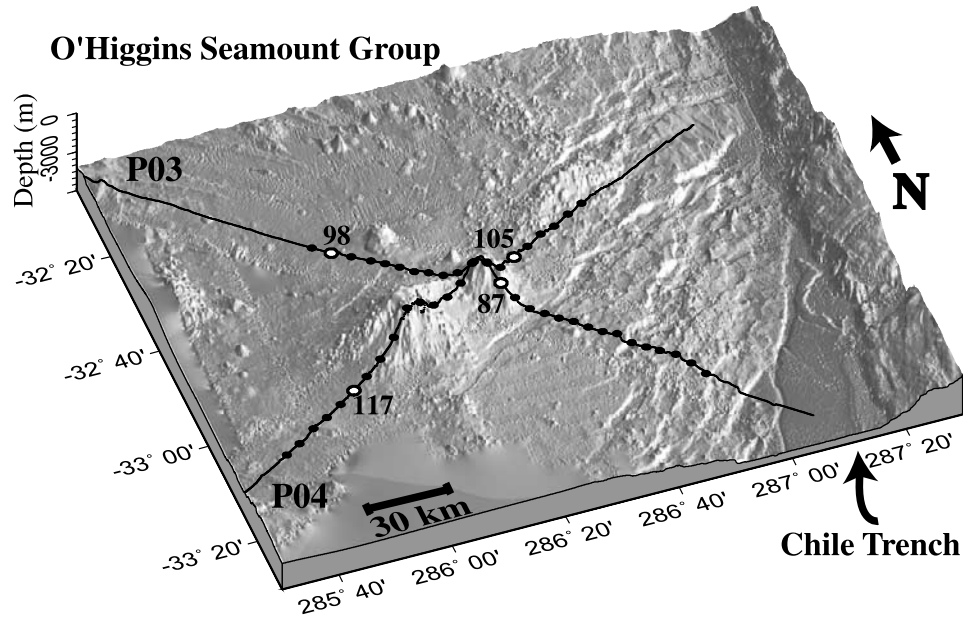 O'Higgins Seamount Group
Depth (m)
0
-3000
P03
98
105
87
117
P04
N
-32° 20'
-32° 40'
-33° 00'
-33° 20'
30 km
285° 40'
286° 00'
286° 20'
286° 40'
287° 00'
287° 20'
Chile Trench